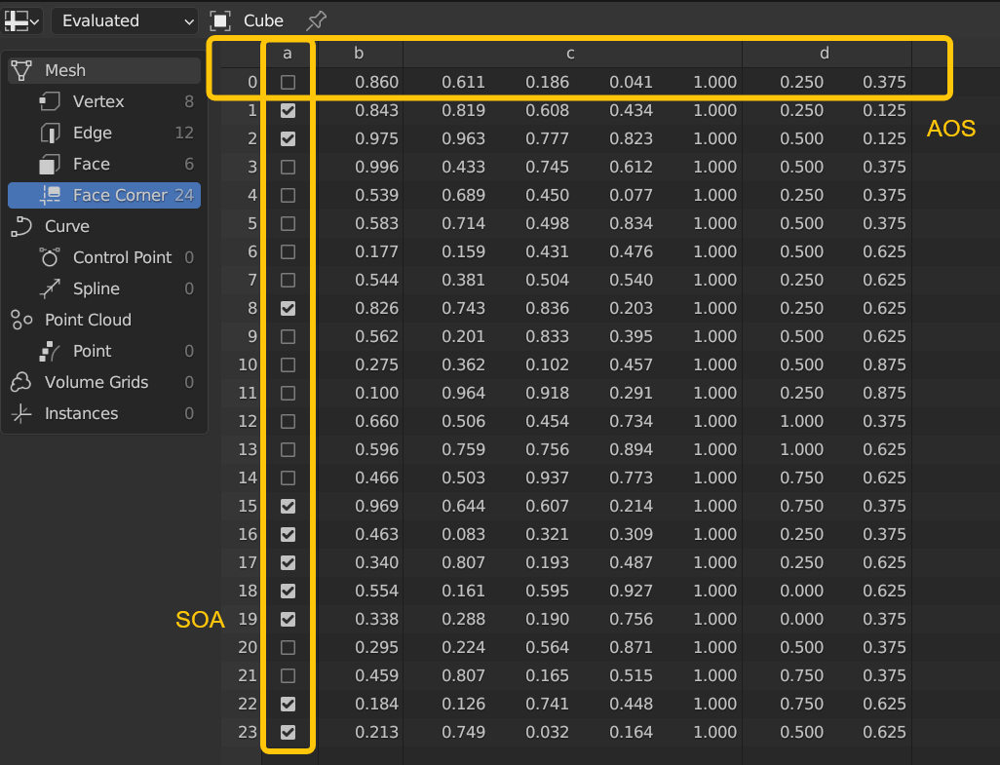 Evaluated Cube
Mesh
Vertex 8
Edge 12
Face 6
Face Corner 24
Curve
Control Point 0
Spline 0
Point Cloud
Point 0
Volume Grids 0
Instances 0
a b c d
0 0.860 0.611 0.186 0.041 1.000 0.250 0.375
1 0.843 0.819 0.608 0.434 1.000 0.250 0.125
AOS
2 0.975 0.963 0.777 0.823 1.000 0.500 0.125
3 0.996 0.433 0.745 0.612 1.000 0.500 0.375
4 0.539 0.689 0.450 0.077 1.000 0.250 0.375
5 0.583 0.714 0.498 0.834 1.000 0.500 0.375
6 0.177 0.159 0.431 0.476 1.000 0.500 0.625
7 0.544 0.381 0.504 0.540 1.000 0.250 0.625
8 0.826 0.743 0.836 0.203 1.000 0.250 0.625
9 0.562 0.201 0.833 0.395 1.000 0.500 0.625
10 0.275 0.362 0.102 0.457 1.000 0.500 0.875
11 0.100 0.964 0.918 0.291 1.000 0.250 0.875
12 0.660 0.506 0.454 0.734 1.000 1.000 0.375
13 0.596 0.759 0.756 0.894 1.000 1.000 0.625
14 0.466 0.503 0.937 0.773 1.000 0.750 0.625
15 0.969 0.644 0.607 0.214 1.000 0.750 0.375
16 0.463 0.083 0.321 0.309 1.000 0.250 0.375
17 0.340 0.807 0.193 0.487 1.000 0.250 0.625
18 0.554 0.161 0.595 0.927 1.000 0.000 0.625
SOA
19 0.338 0.288 0.190 0.756 1.000 0.000 0.375
20 0.295 0.224 0.564 0.871 1.000 0.500 0.375
21 0.459 0.807 0.165 0.515 1.000 0.750 0.375
22 0.184 0.126 0.741 0.448 1.000 0.750 0.625
23 0.213 0.749 0.032 0.164 1.000 0.500 0.625